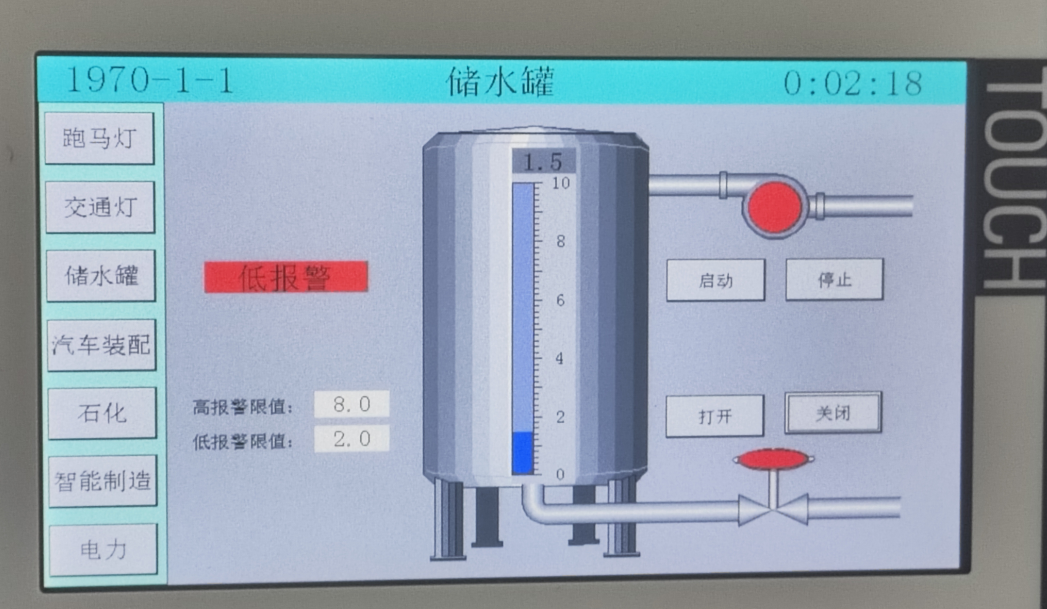 1970-1-1 储水罐 0:02:18
跑马灯
交通灯
储水罐
汽车装配
石化
智能制造
电力
低报警
高报警限值: 8.0
低报警限值: 2.0
1.5
10
8
6
4
2
0
启动 停止
打开 关闭
TOUCH